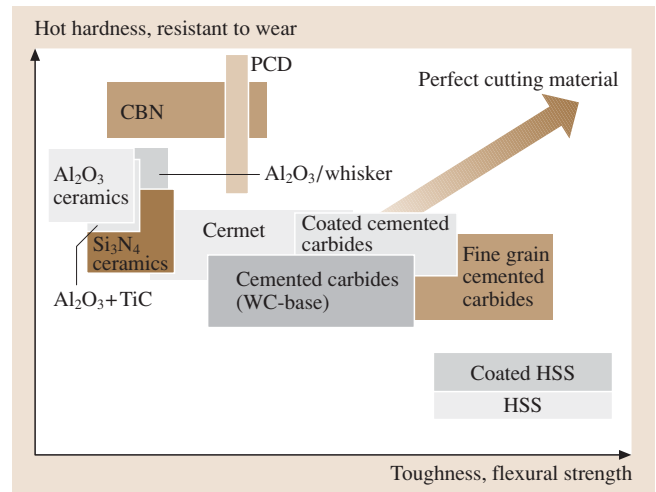 Hot hardness, resistant to wear
PCD
Perfect cutting material
CBN
Al₂O₃
ceramics
Al₂O₃/whisker
Cermet
Coated cemented
carbides
Si₃N₄
ceramics
Fine grain
cemented
carbides
Cemented carbides
(WC-base)
Al₂O₃+TiC
Coated HSS
HSS
Toughness, flexural strength